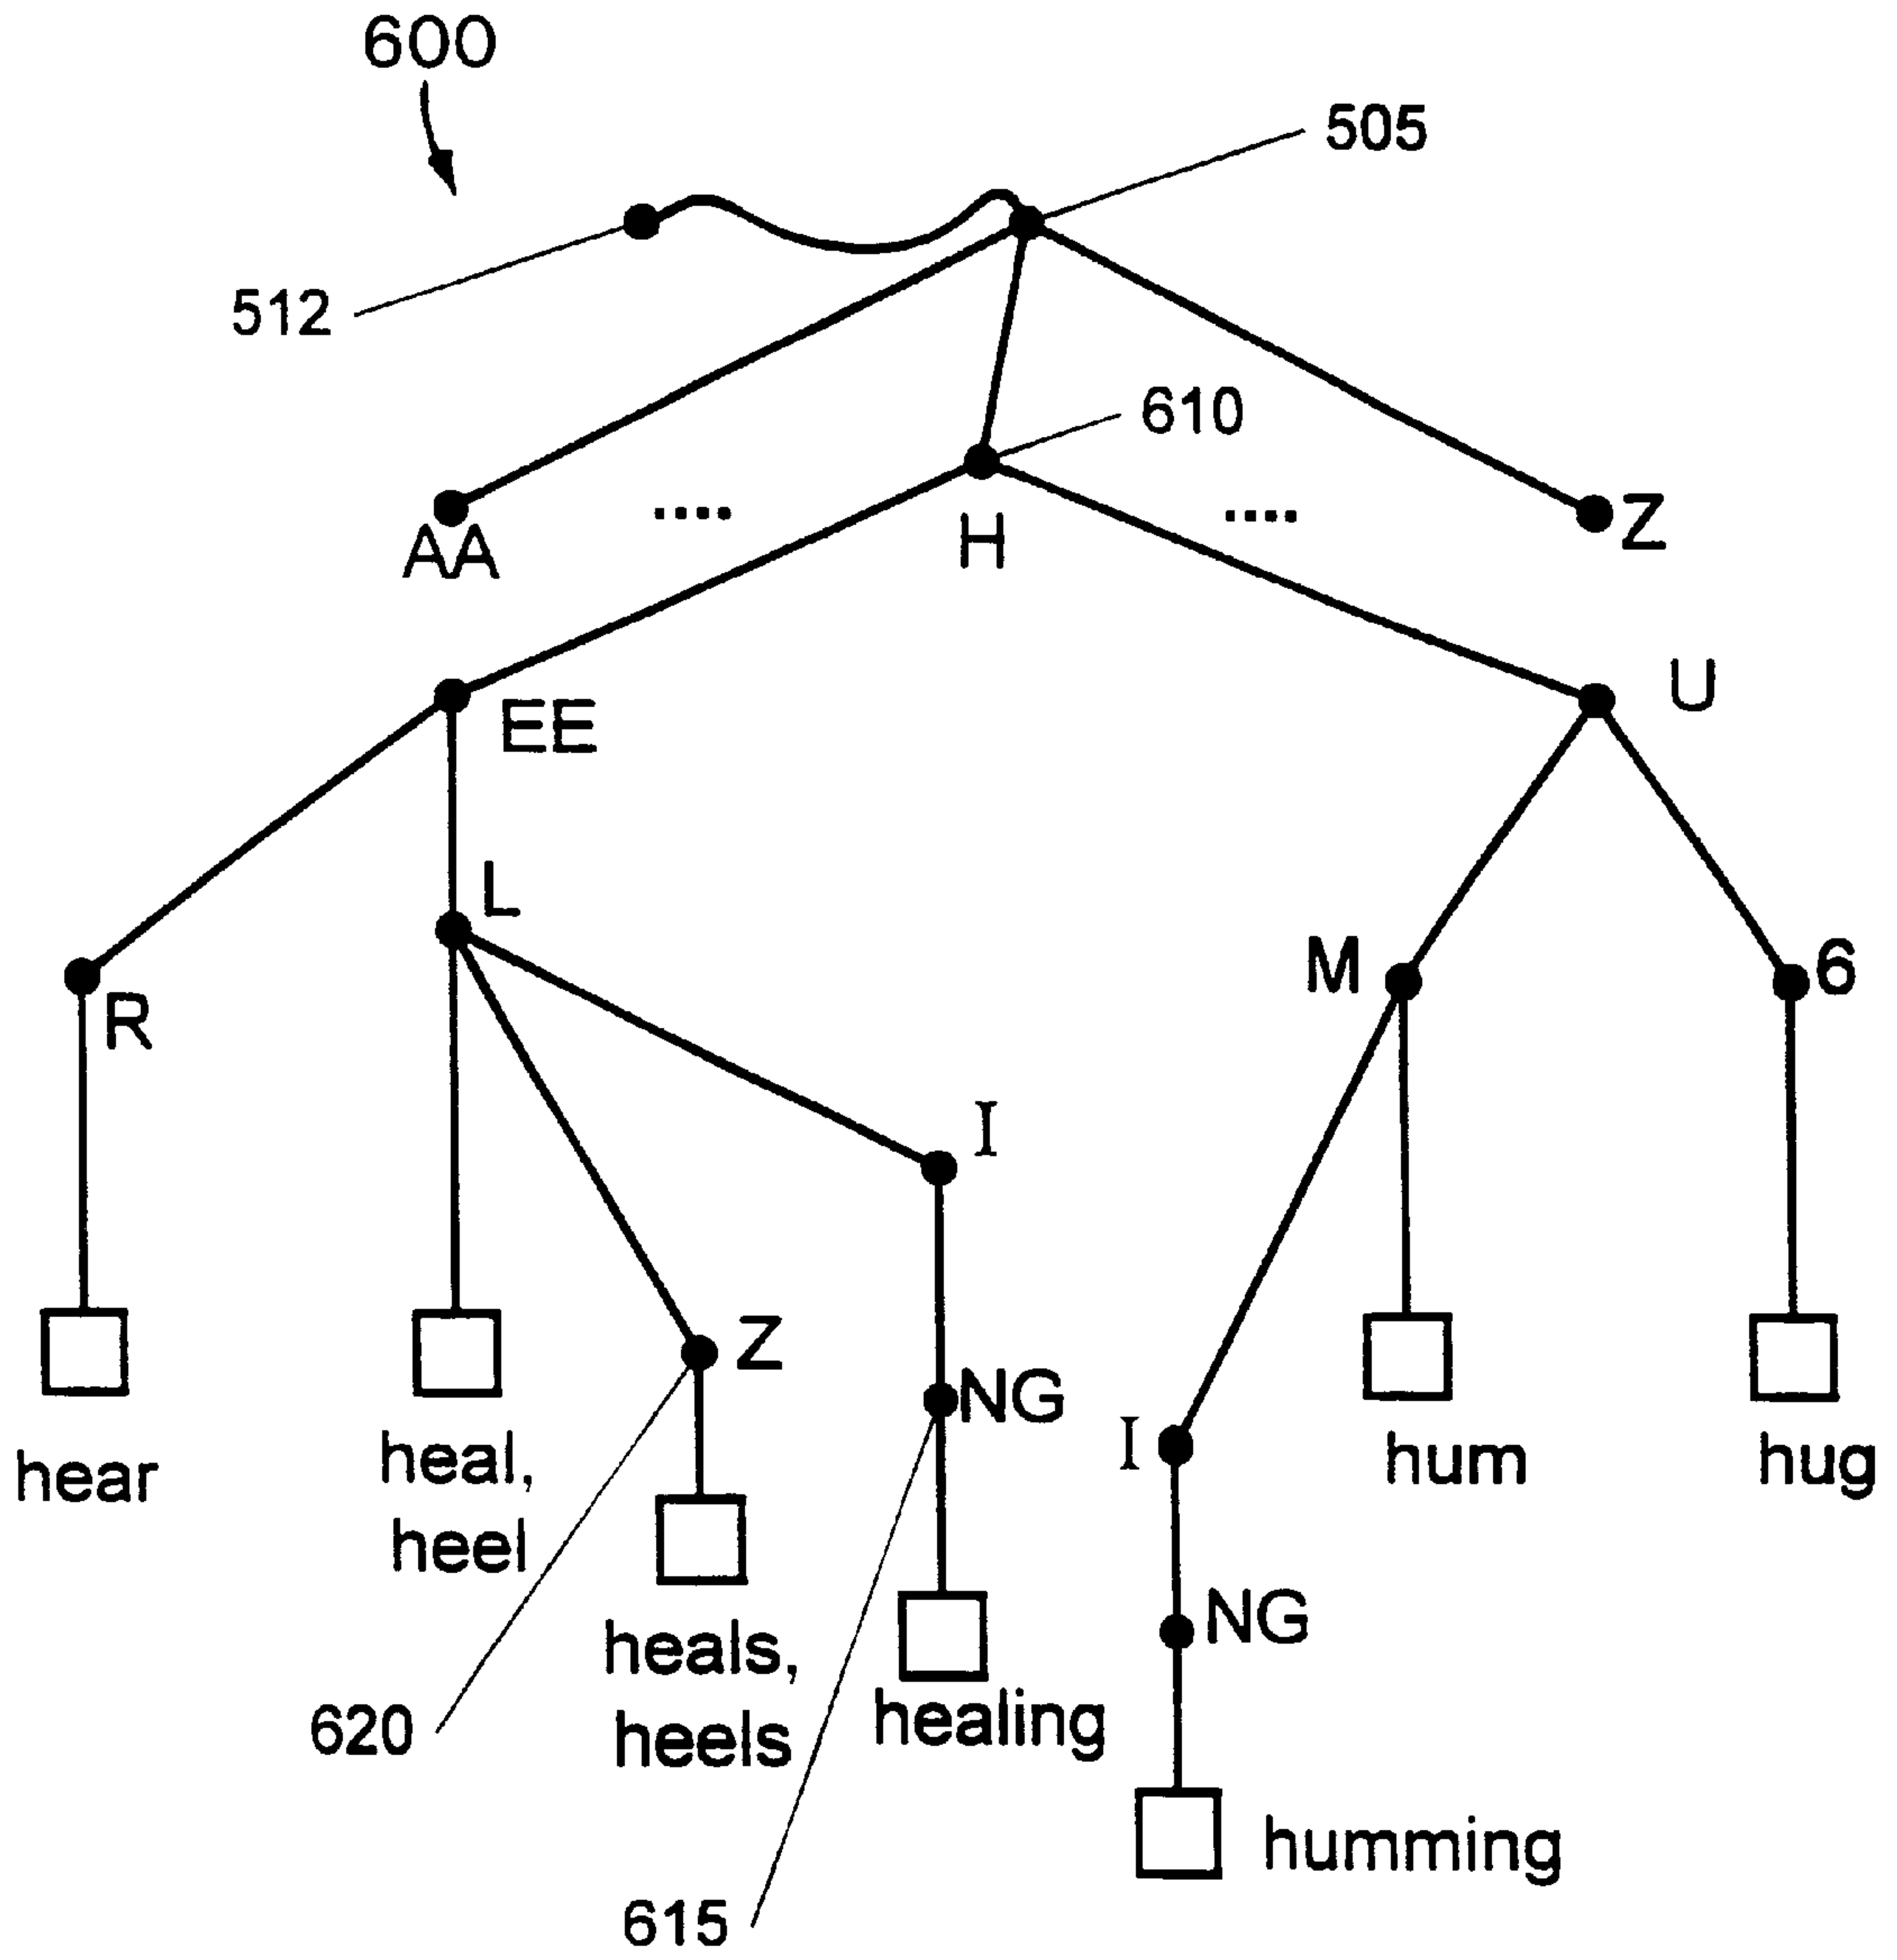 600
505
512
610
AA
....
H
....
Z
EE
U
L
R
M
6
I
Z
NG
I
hear
heal,
heel
hum
hug
heals,
heels
NG
healing
620
humming
615